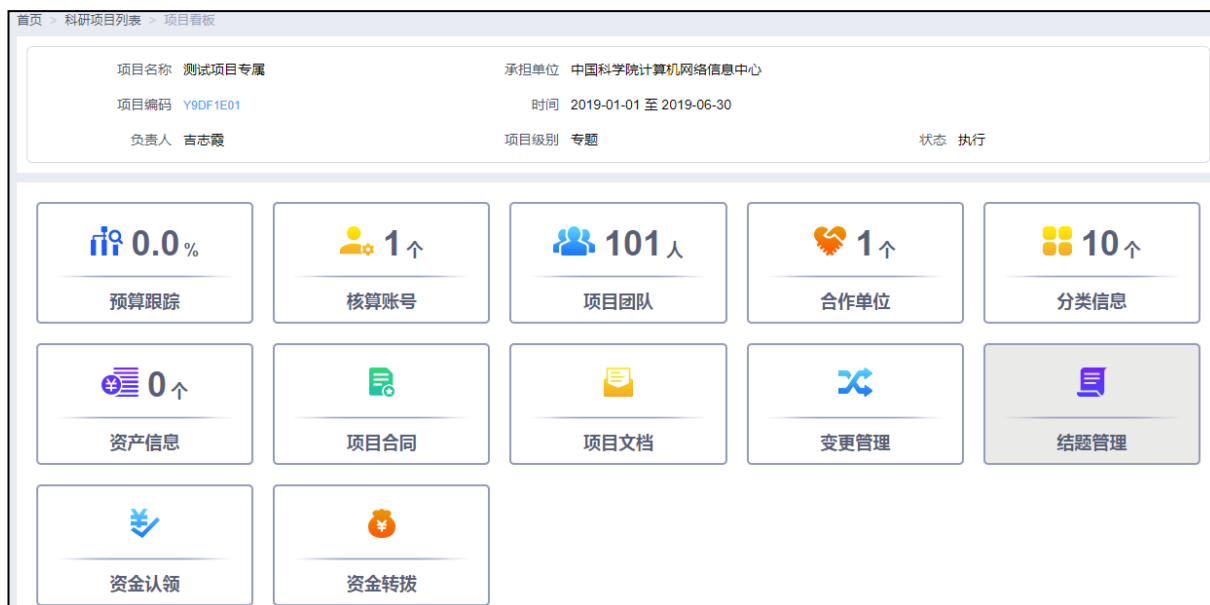 首页 > 科研项目列表 > 项目看板
项目名称 测试项目专属 承担单位 中国科学院计算机网络信息中心
项目编码 Y9DF1E01 时间 2019-01-01 至 2019-06-30
负责人 吉志霞 项目级别 专题 状态 执行
0.0 % 1 个 101 人 1 个 10 个
预算跟踪 核算账号 项目团队 合作单位 分类信息
0 个
资产信息 项目合同 项目文档 变更管理 结题管理
资金认领 资金转拨